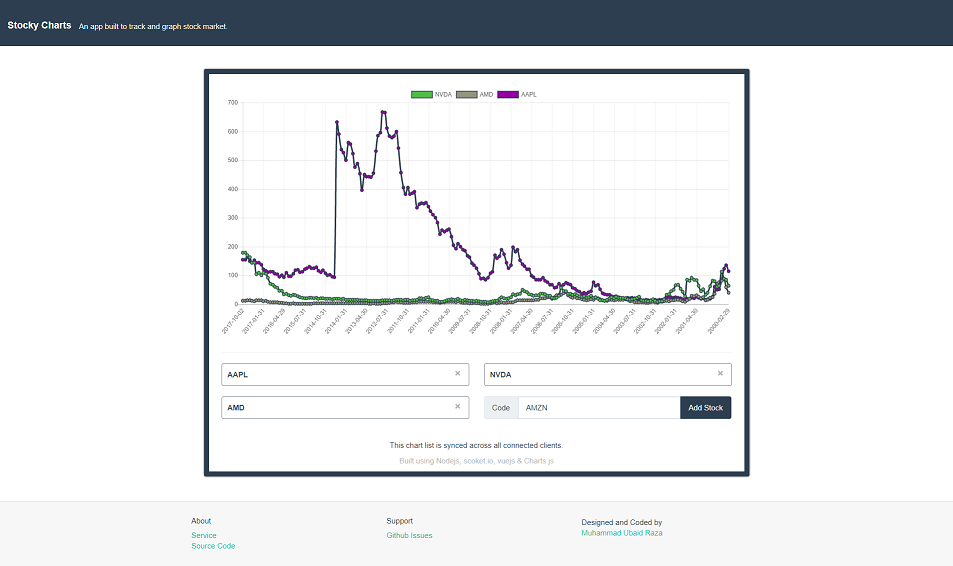 Stocky Charts An app built to track and graph stock market.
NVDA AMD AAPL
700
600
500
400
300
200
100
0
2017-10-02 2017-01-31 2016-04-29 2015-07-31 2014-10-31 2014-01-31 2013-04-30 2012-07-31 2011-10-31 2011-01-31 2010-04-30 2009-07-31 2008-10-31 2008-01-31 2007-04-30 2006-07-31 2005-10-31 2005-01-31 2004-04-30 2003-07-31 2002-10-31 2002-01-31 2001-04-30 2000-02-29
AAPL × NVDA ×
AMD × Code AMZN Add Stock
This chart list is synced across all connected clients.
Built using Nodejs, scoket.io, vuejs & Charts.js
About Support Designed and Coded by
Service Github Issues Muhammad Ubaid Raza
Source Code